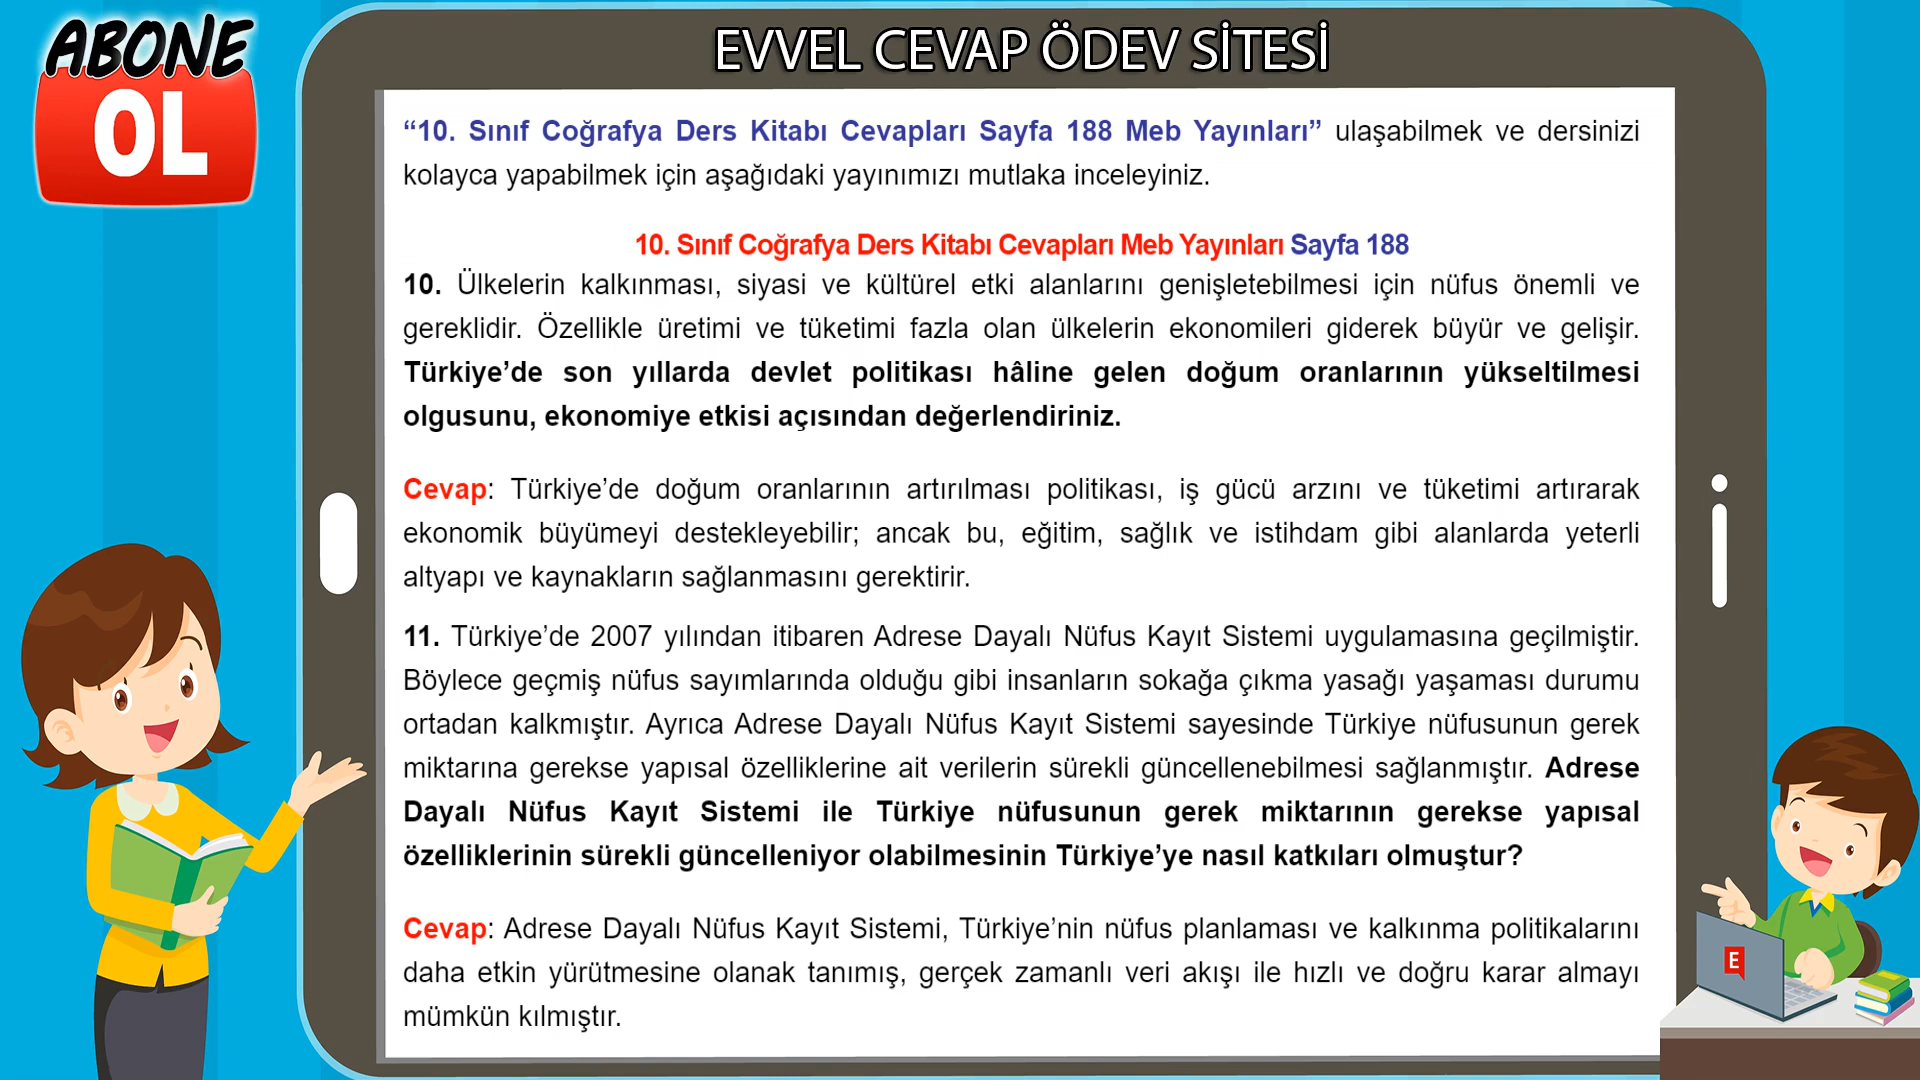 ABONE
OL
EVVEL CEVAP ÖDEV SİTESİ
“10. Sınıf Coğrafya Ders Kitabı Cevapları Sayfa 188 Meb Yayınları” ulaşabilmek ve dersinizi
kolayca yapabilmek için aşağıdaki yayınımızı mutlaka inceleyiniz.
10. Sınıf Coğrafya Ders Kitabı Cevapları Meb Yayınları Sayfa 188
10. Ülkelerin kalkınması, siyasi ve kültürel etki alanlarını genişletebilmesi için nüfus önemli ve
gereklidir. Özellikle üretimi ve tüketimi fazla olan ülkelerin ekonomileri giderek büyür ve gelişir.
Türkiye’de son yıllarda devlet politikası hâline gelen doğum oranlarının yükseltilmesi
olgusunu, ekonomiye etkisi açısından değerlendiriniz.
Cevap: Türkiye’de doğum oranlarının artırılması politikası, iş gücü arzını ve tüketimi artırarak
ekonomik büyümeyi destekleyebilir; ancak bu, eğitim, sağlık ve istihdam gibi alanlarda yeterli
altyapı ve kaynakların sağlanmasını gerektirir.
11. Türkiye’de 2007 yılından itibaren Adrese Dayalı Nüfus Kayıt Sistemi uygulamasına geçilmiştir.
Böylece geçmiş nüfus sayımlarında olduğu gibi insanların sokağa çıkma yasağı yaşaması durumu
ortadan kalkmıştır. Ayrıca Adrese Dayalı Nüfus Kayıt Sistemi sayesinde Türkiye nüfusunun gerek
miktarına gerekse yapısal özelliklerine ait verilerin sürekli güncellenebilmesi sağlanmıştır. Adrese
Dayalı Nüfus Kayıt Sistemi ile Türkiye nüfusunun gerek miktarının gerekse yapısal
özelliklerinin sürekli güncelleniyor olabilmesinin Türkiye’ye nasıl katkıları olmuştur?
Cevap: Adrese Dayalı Nüfus Kayıt Sistemi, Türkiye’nin nüfus planlaması ve kalkınma politikalarını
daha etkin yürütmesine olanak tanımış, gerçek zamanlı veri akışı ile hızlı ve doğru karar almayı
mümkün kılmıştır.
E